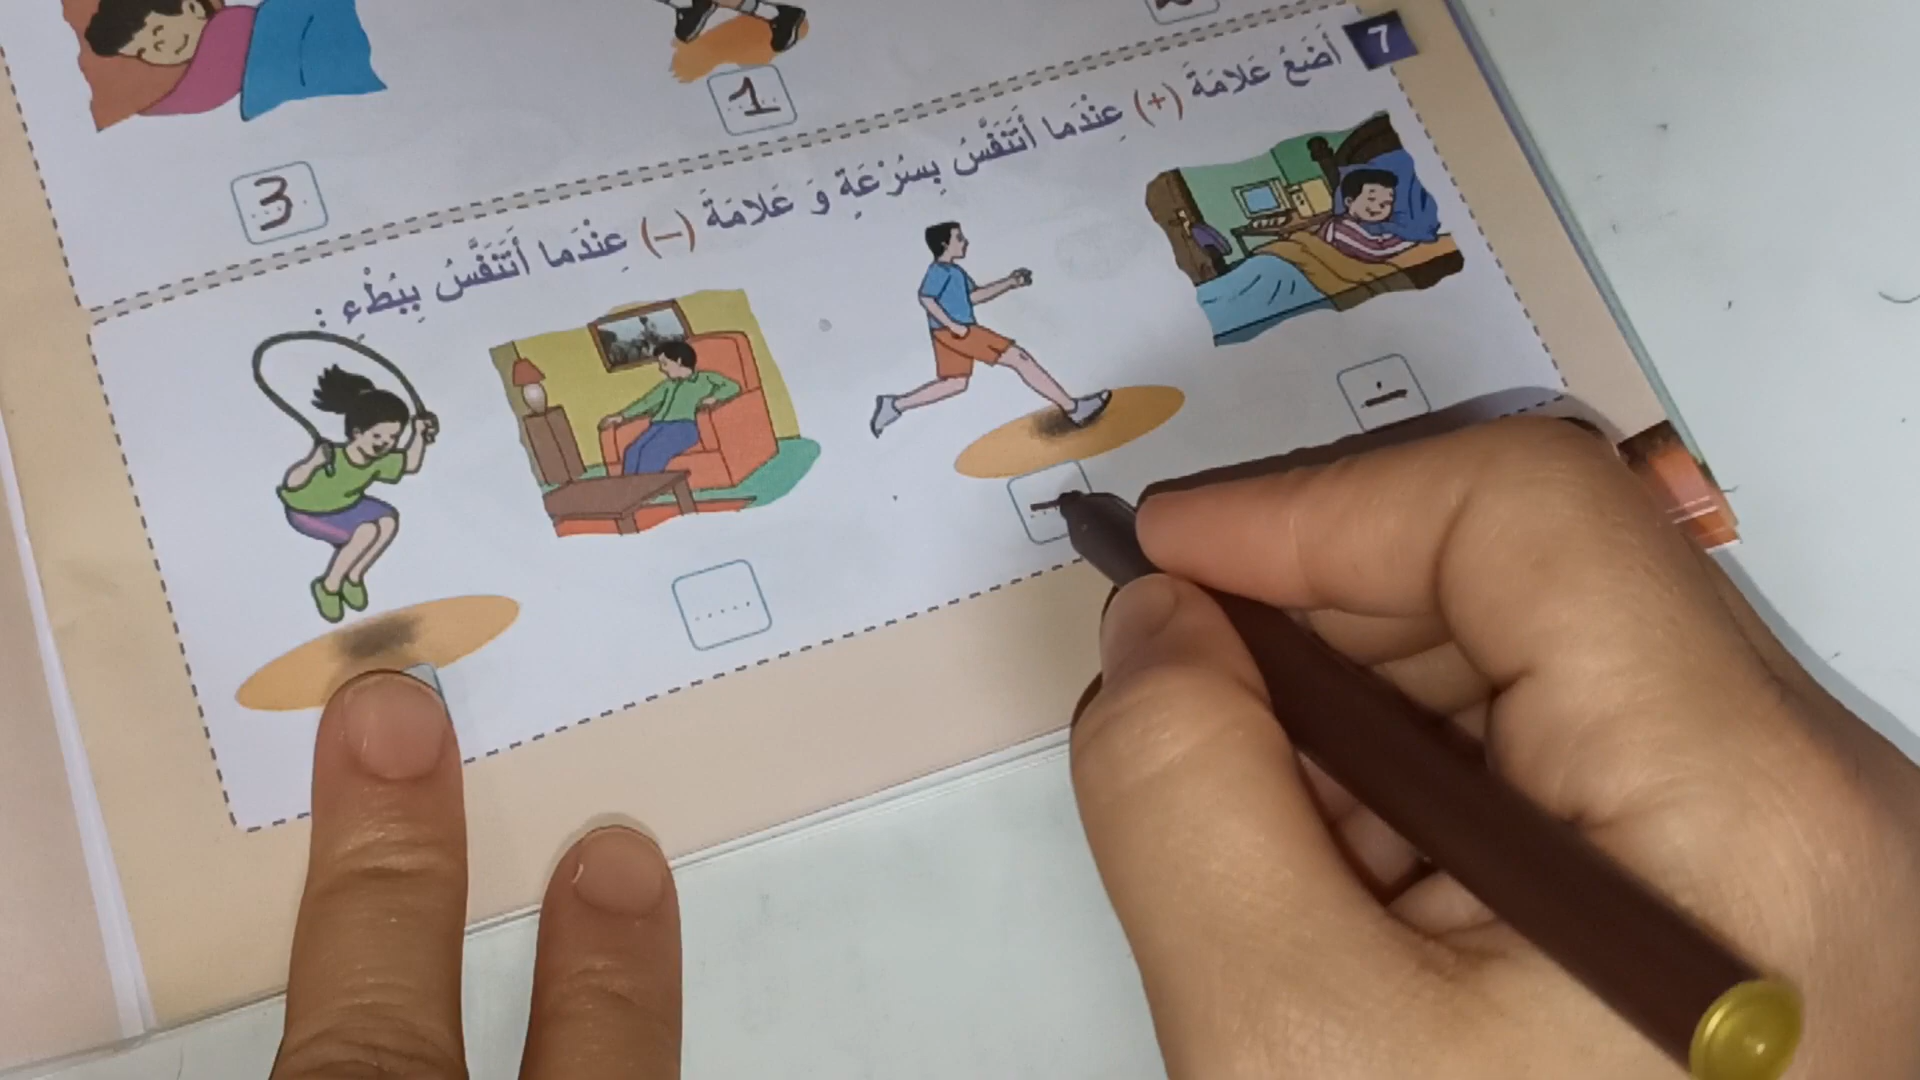 1
3
7 أَضَعُ عَلامَةَ (+) عِنْدَما أَتَنَفَّسُ بِسُرْعَةٍ وَ عَلامَةَ (–) عِنْدَما أَتَنَفَّسُ بِبُطْءٍ :
–
–